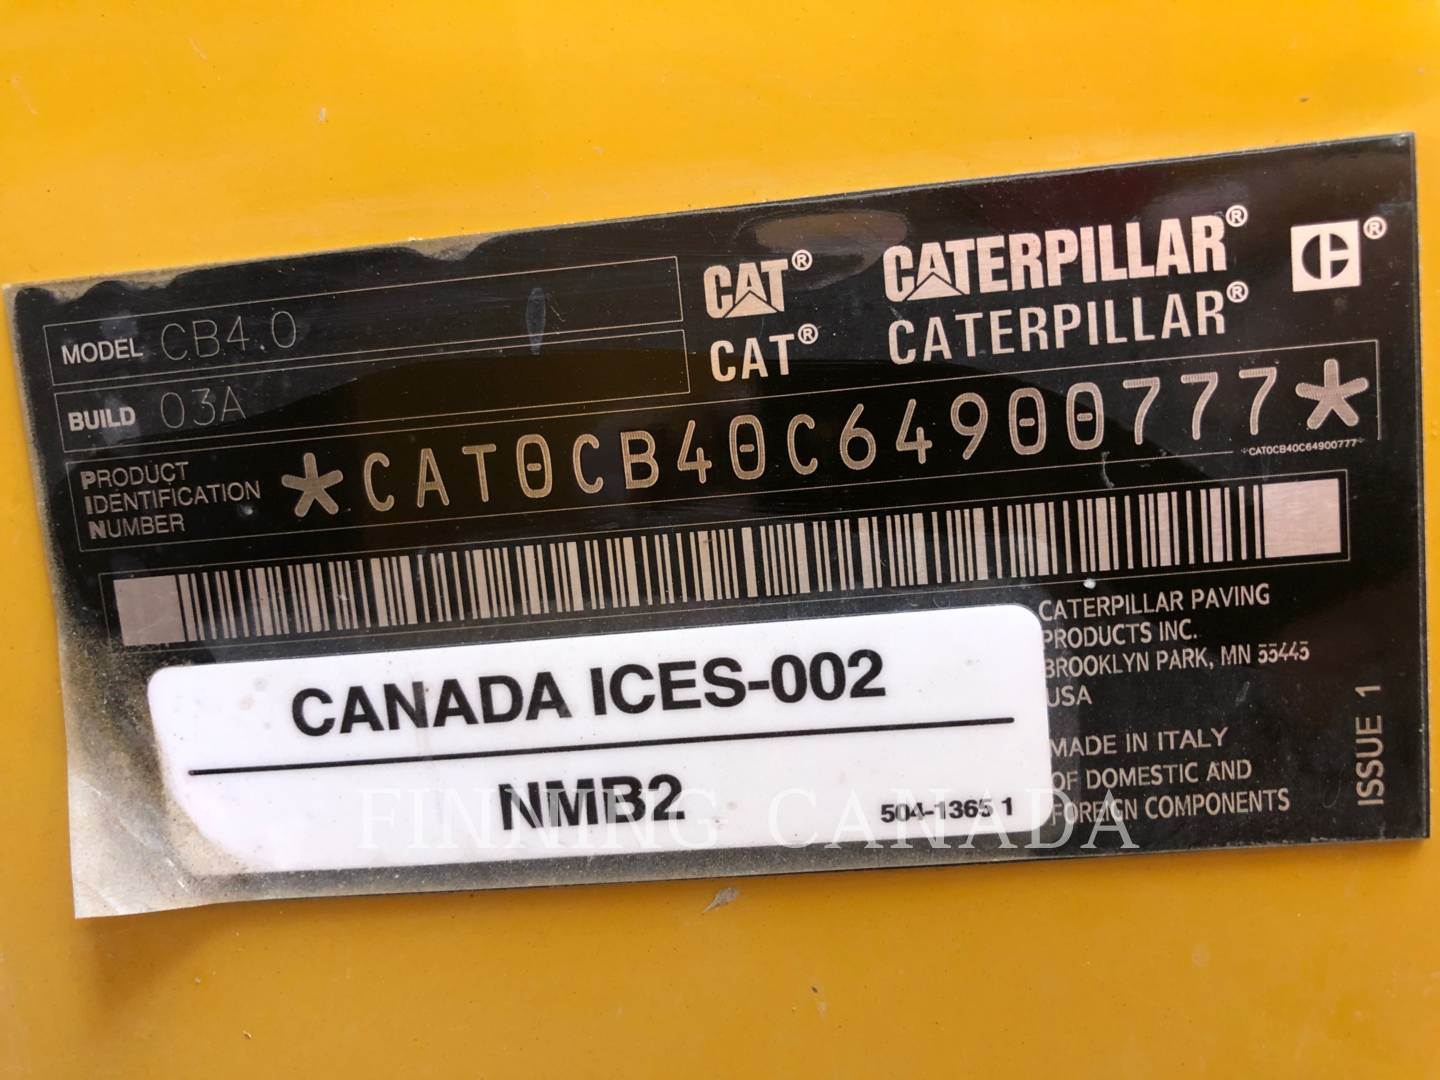 MODEL CB4.0
BUILD 03A
CAT® CATERPILLAR®
CAT® CATERPILLAR®
PRODUCT
IDENTIFICATION
NUMBER
*CAT0CB40C64900777*
*CAT0CB40C64900777*
CATERPILLAR PAVING
PRODUCTS INC.
BROOKLYN PARK, MN 55445
USA
MADE IN ITALY
OF DOMESTIC AND
FOREIGN COMPONENTS
ISSUE 1
CANADA ICES-002
NMB2
504-1365 1
FINNING CANADA